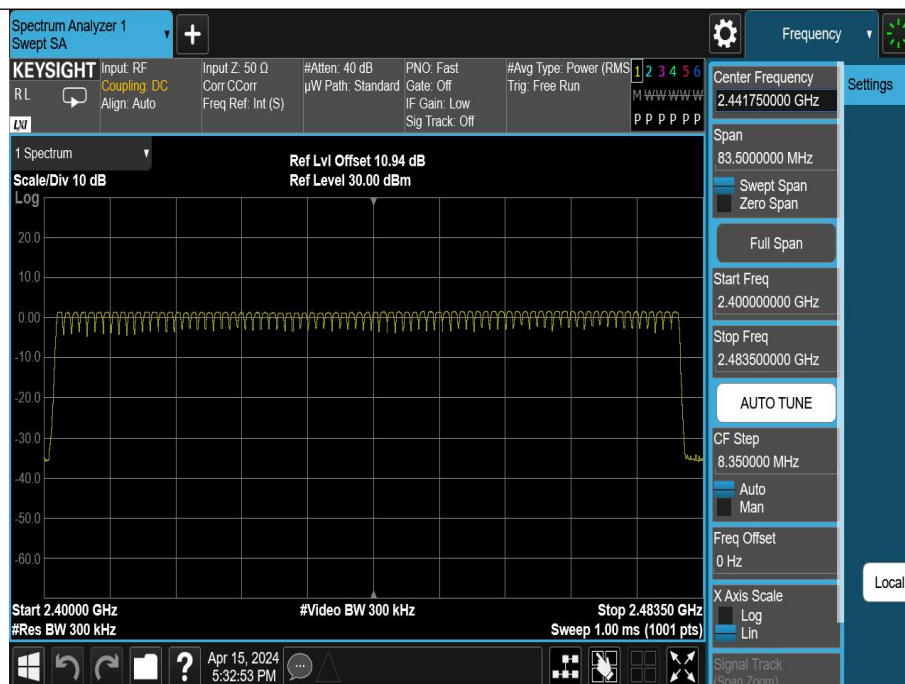 Spectrum Analyzer 1
Swept SA
Frequency
KEYSIGHT
RL
LXI
Input: RF
Coupling: DC
Align: Auto
Input Z: 50 Ω
Corr CCorr
Freq Ref: Int (S)
#Atten: 40 dB
µW Path: Standard
PNO: Fast
Gate: Off
IF Gain: Low
Sig Track: Off
#Avg Type: Power (RMS
Trig: Free Run
1 2 3 4 5 6
M W W W W W
P P P P P P
1 Spectrum
Scale/Div 10 dB
Log
Ref Lvl Offset 10.94 dB
Ref Level 30.00 dBm
20.0
10.0
0.00
-10.0
-20.0
-30.0
-40.0
-50.0
-60.0
Start 2.40000 GHz
#Res BW 300 kHz
#Video BW 300 kHz
Stop 2.48350 GHz
Sweep 1.00 ms (1001 pts)
Apr 15, 2024
5:32:53 PM
Center Frequency
2.441750000 GHz
Span
83.5000000 MHz
Swept Span
Zero Span
Full Span
Start Freq
2.400000000 GHz
Stop Freq
2.483500000 GHz
AUTO TUNE
CF Step
8.350000 MHz
Auto
Man
Freq Offset
0 Hz
X Axis Scale
Log
Lin
Signal Track
(Span Zoom)
Settings
Local